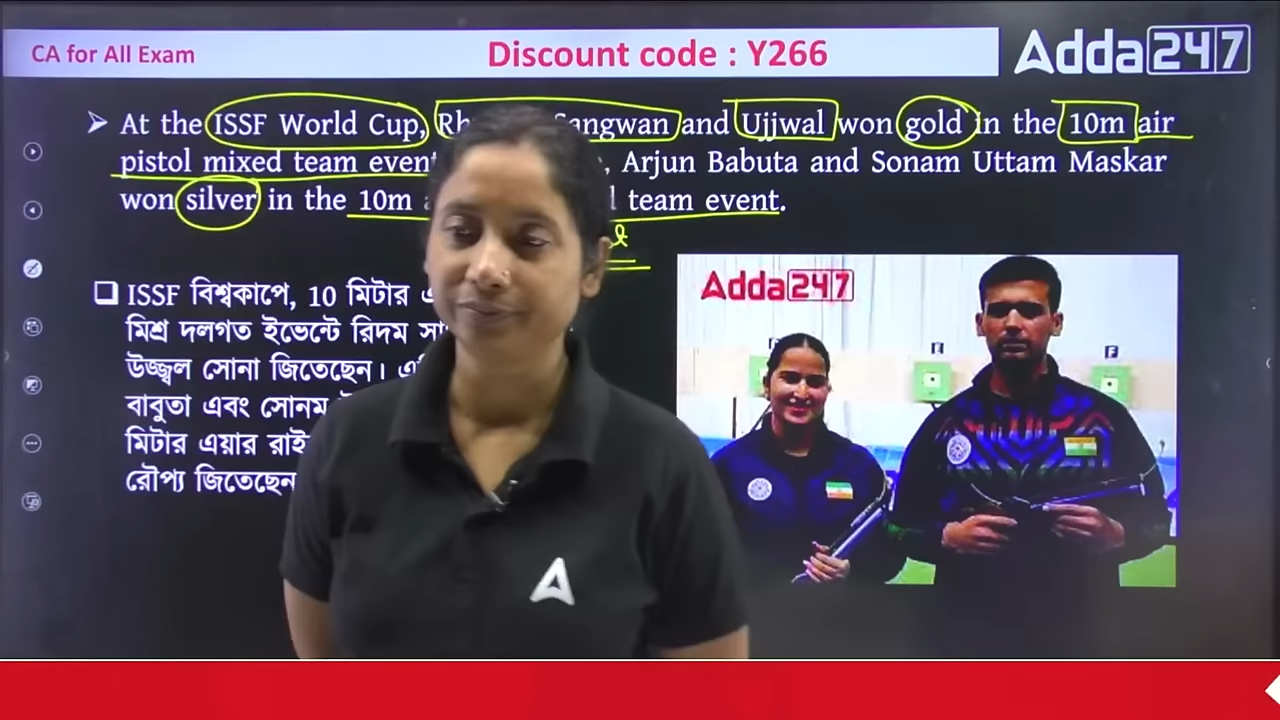 CA for All Exam
Discount code : Y266
Adda247
➤ At the ISSF World Cup, Sangwan and Ujjwal won gold in the 10m air
pistol mixed team event , Arjun Babuta and Sonam Uttam Maskar
won silver in the 10m team event.
❑ ISSF বিশ্বকাপে, 10 মিটার
মিশ্র দলগত ইভেন্টে রিদম
উজ্জ্বল সোনা জিতেছেন।
বাবুতা এবং সোনম
মিটার এয়ার
রৌপ্য জিতেছেন
Adda247
E
F